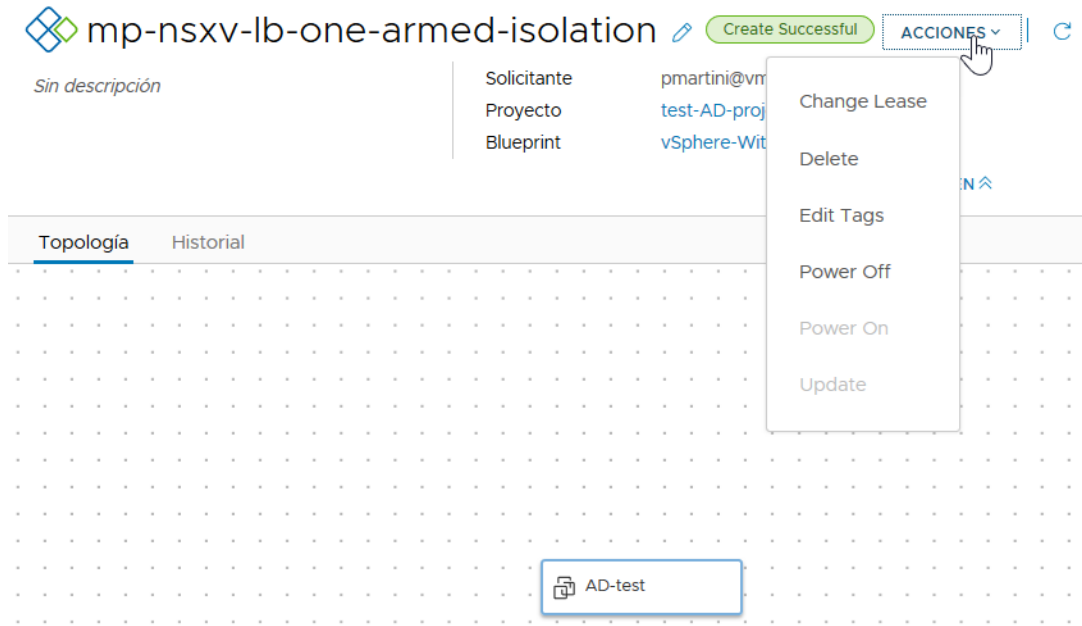 mp-nsxv-lb-one-armed-isolation Create Successful ACCIONES
Sin descripción
Solicitante pmartini@vm
Proyecto test-AD-proj
Blueprint vSphere-Wit
EN
Change Lease
Delete
Edit Tags
Power Off
Power On
Update
Topología Historial
AD-test